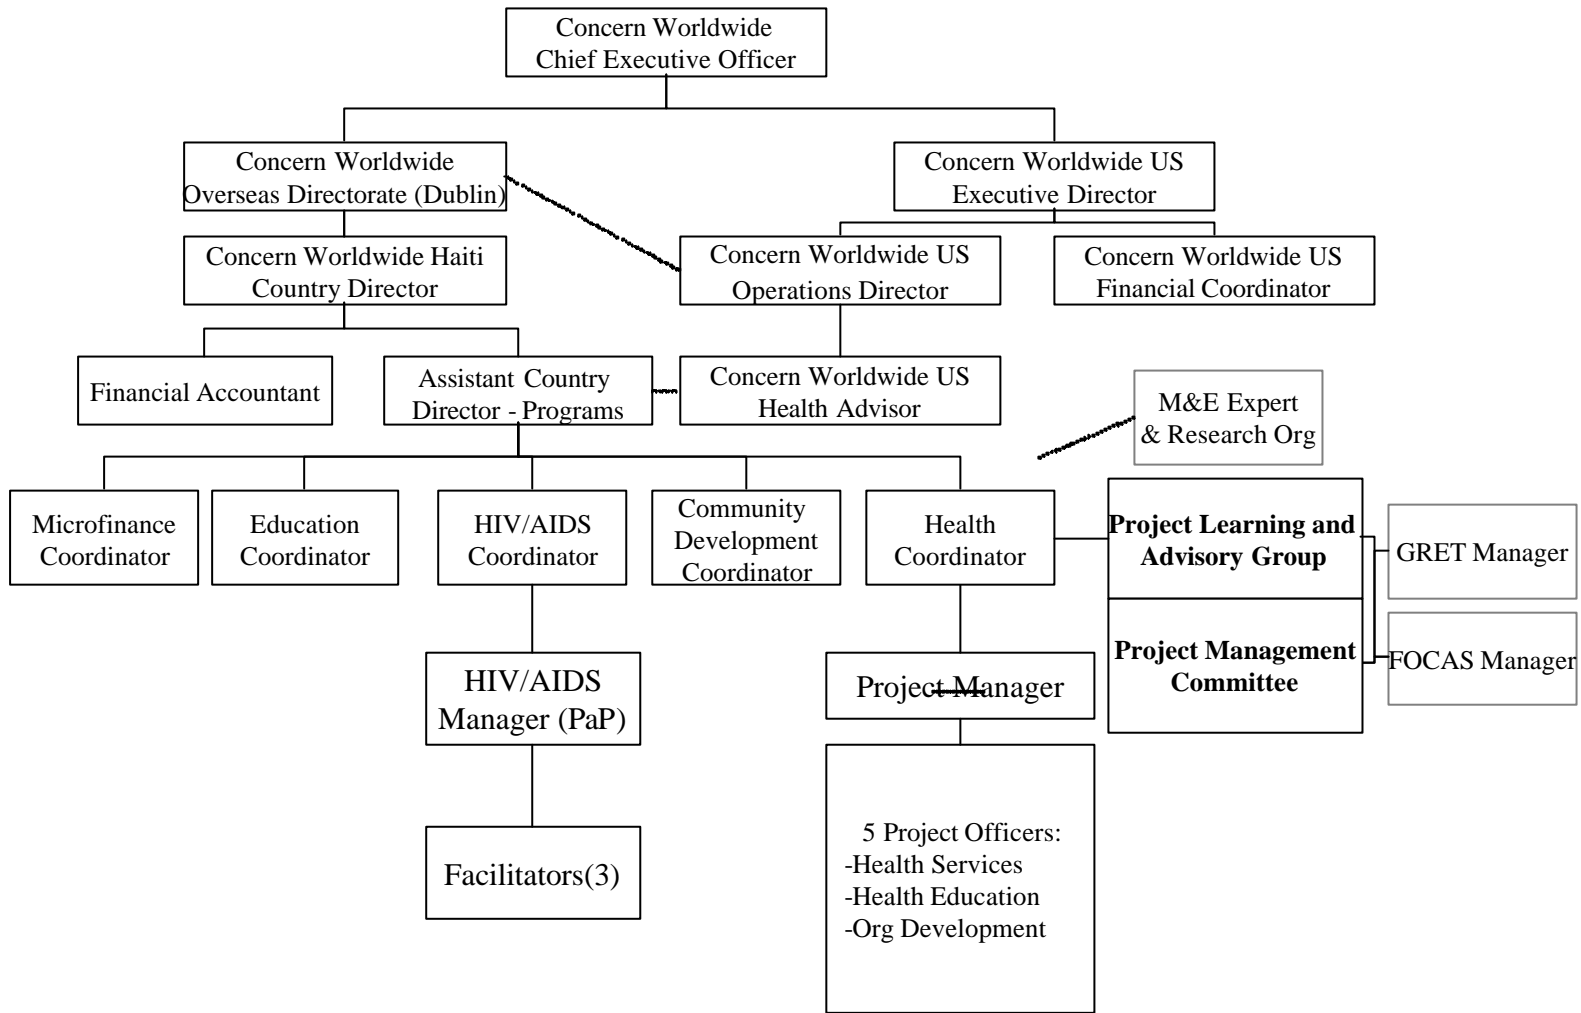 Concern Worldwide
Chief Executive Officer
Concern Worldwide
Overseas Directorate (Dublin)
Concern Worldwide US
Executive Director
Concern Worldwide Haiti
Country Director
Concern Worldwide US
Operations Director
Concern Worldwide US
Financial Coordinator
Financial Accountant
Assistant Country
Director - Programs
Concern Worldwide US
Health Advisor
M&E Expert
& Research Org
Microfinance
Coordinator
Education
Coordinator
HIV/AIDS
Coordinator
Community
Development
Coordinator
Health
Coordinator
Project Learning and
Advisory Group
GRET Manager
HIV/AIDS
Manager (PaP)
Project Manager
Project Management
Committee
FOCAS Manager
Facilitators(3)
5 Project Officers:
-Health Services
-Health Education
-Org Development